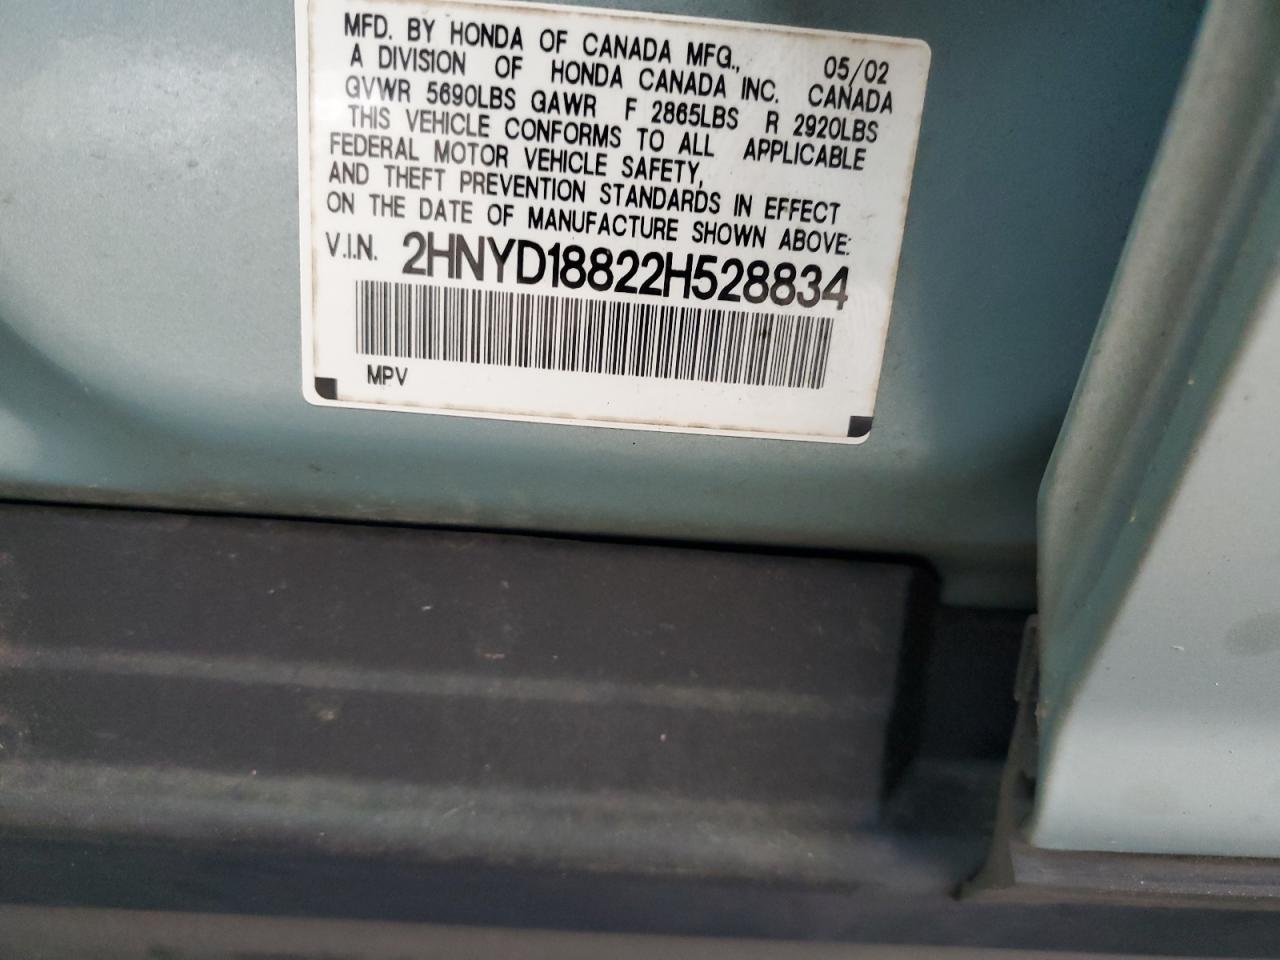 MFD. BY HONDA OF CANADA MFG., 05/02
A DIVISION OF HONDA CANADA INC. CANADA
GVWR 5690LBS GAWR F 2865LBS R 2920LBS
THIS VEHICLE CONFORMS TO ALL APPLICABLE
FEDERAL MOTOR VEHICLE SAFETY,
AND THEFT PREVENTION STANDARDS IN EFFECT
ON THE DATE OF MANUFACTURE SHOWN ABOVE:
V.I.N. 2HNYD18822H528834
MPV